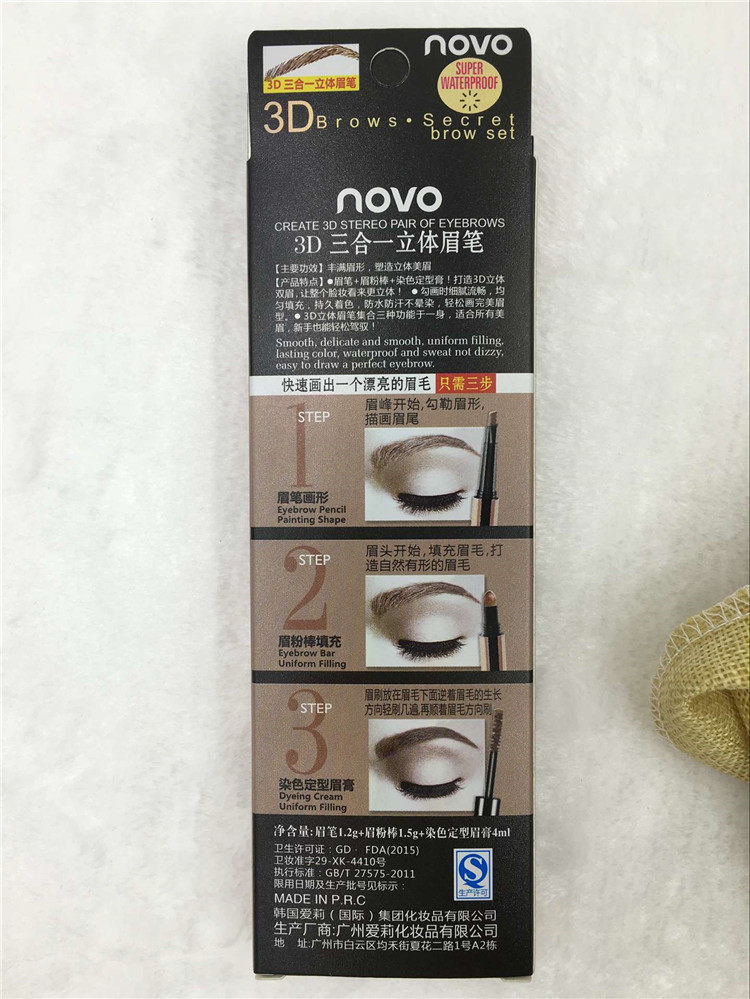 novo
SUPER
WATERPROOF
3D 三合一立体眉笔
3D Brows · Secret
brow set
novo
CREATE 3D STEREO PAIR OF EYEBROWS
3D 三合一立体眉笔
【主要功效】丰满眉形，塑造立体美眉
【产品特点】●眉笔+眉粉棒+染色定型膏！打造3D立体
双眉,让整个脸妆看来更立体！ ●勾画时细腻流畅，均
匀填充，持久着色，防水防汗不晕染，轻松画完美眉
型。●3D立体眉笔集合三种功能于一身，适合所有美
眉，新手也能轻松驾驭！
Smooth, delicate and smooth, uniform filling,
lasting color, waterproof and sweat not dizzy,
easy to draw a perfect eyebrow.
快速画出一个漂亮的眉毛 只需三步
1
STEP
眉峰开始,勾勒眉形,
描画眉尾
眉笔画形
Eyebrow Pencil
Painting Shape
2
STEP
眉头开始,填充眉毛,打
造自然有形的眉毛
眉粉棒填充
Eyebrow Bar
Uniform Filling
3
STEP
眉刷放在眉毛下面逆着眉毛的生长
方向轻刷几遍,再顺着眉毛方向刷
染色定型眉膏
Dyeing Cream
Uniform Filling
净含量:眉笔1.2g+眉粉棒1.5g+染色定型眉膏4ml
卫生许可证：GD · FDA(2015)
卫妆准字29-XK-4410号
执行标准：GB/T 27575-2011
限用日期及生产批号见标示：
MADE IN P.R.C
生产许可
韩国爱莉（国际）集团化妆品有限公司
生产厂商:广州爱莉化妆品有限公司
地 址:广州市白云区均禾街夏花二路1号A2栋